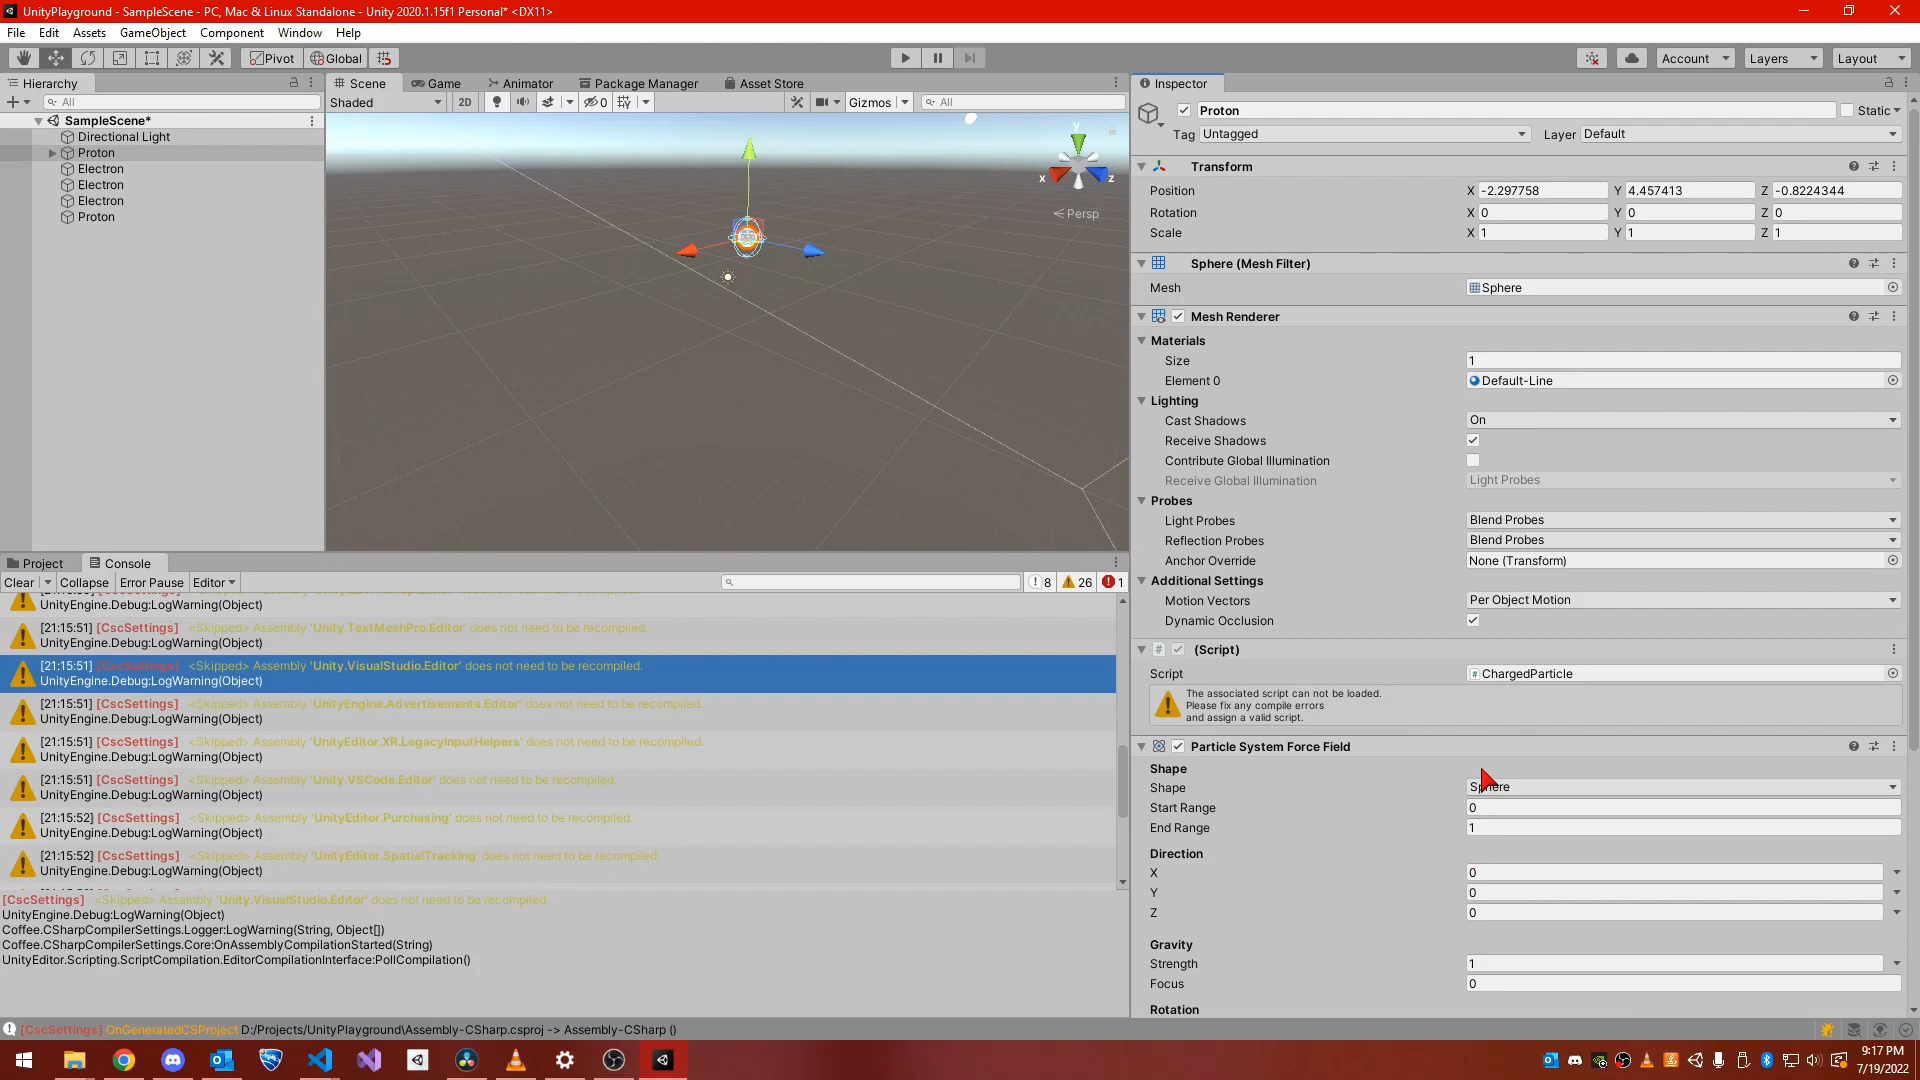 UnityPlayground - SampleScene - PC, Mac & Linux Standalone - Unity 2020.1.15f1 Personal* <DX11>
File Edit Assets GameObject Component Window Help
Pivot Global Account Layers Layout
Hierarchy
All
SampleScene*
Directional Light
Proton
Electron
Electron
Electron
Proton
Scene Game Animator Package Manager Asset Store
Shaded 2D 0 Gizmos All
y
x z
Persp
Project Console
Clear Collapse Error Pause Editor 8 26 1
UnityEngine.Debug:LogWarning(Object)
[21:15:51] [CscSettings] <Skipped> Assembly 'Unity.TextMeshPro.Editor' does not need to be recompiled.
UnityEngine.Debug:LogWarning(Object)
[21:15:51] [CscSettings] <Skipped> Assembly 'Unity.VisualStudio.Editor' does not need to be recompiled.
UnityEngine.Debug:LogWarning(Object)
[21:15:51] [CscSettings] <Skipped> Assembly 'UnityEngine.Advertisements.Editor' does not need to be recompiled.
UnityEngine.Debug:LogWarning(Object)
[21:15:51] [CscSettings] <Skipped> Assembly 'UnityEditor.XR.LegacyInputHelpers' does not need to be recompiled.
UnityEngine.Debug:LogWarning(Object)
[21:15:51] [CscSettings] <Skipped> Assembly 'Unity.VSCode.Editor' does not need to be recompiled.
UnityEngine.Debug:LogWarning(Object)
[21:15:52] [CscSettings] <Skipped> Assembly 'UnityEditor.Purchasing' does not need to be recompiled.
UnityEngine.Debug:LogWarning(Object)
[21:15:52] [CscSettings] <Skipped> Assembly 'UnityEditor.SpatialTracking' does not need to be recompiled.
UnityEngine.Debug:LogWarning(Object)
[CscSettings] <Skipped> Assembly 'Unity.VisualStudio.Editor' does not need to be recompiled.
UnityEngine.Debug:LogWarning(Object)
Coffee.CSharpCompilerSettings.Logger:LogWarning(String, Object[])
Coffee.CSharpCompilerSettings.Core:OnAssemblyCompilationStarted(String)
UnityEditor.Scripting.ScriptCompilation.EditorCompilationInterface:PollCompilation()
[CscSettings] OnGeneratedCSProject D:/Projects/UnityPlayground\Assembly-CSharp.csproj -> Assembly-CSharp ()
Inspector
Proton Static
Tag Untagged Layer Default
Transform
Position X -2.297758 Y 4.457413 Z -0.8224344
Rotation X 0 Y 0 Z 0
Scale X 1 Y 1 Z 1
Sphere (Mesh Filter)
Mesh Sphere
Mesh Renderer
Materials
Size 1
Element 0 Default-Line
Lighting
Cast Shadows On
Receive Shadows
Contribute Global Illumination
Receive Global Illumination Light Probes
Probes
Light Probes Blend Probes
Reflection Probes Blend Probes
Anchor Override None (Transform)
Additional Settings
Motion Vectors Per Object Motion
Dynamic Occlusion
(Script)
Script ChargedParticle
The associated script can not be loaded.
Please fix any compile errors
and assign a valid script.
Particle System Force Field
Shape
Shape Sphere
Start Range 0
End Range 1
Direction
X 0
Y 0
Z 0
Gravity
Strength 1
Focus 0
Rotation
9:17 PM
7/19/2022